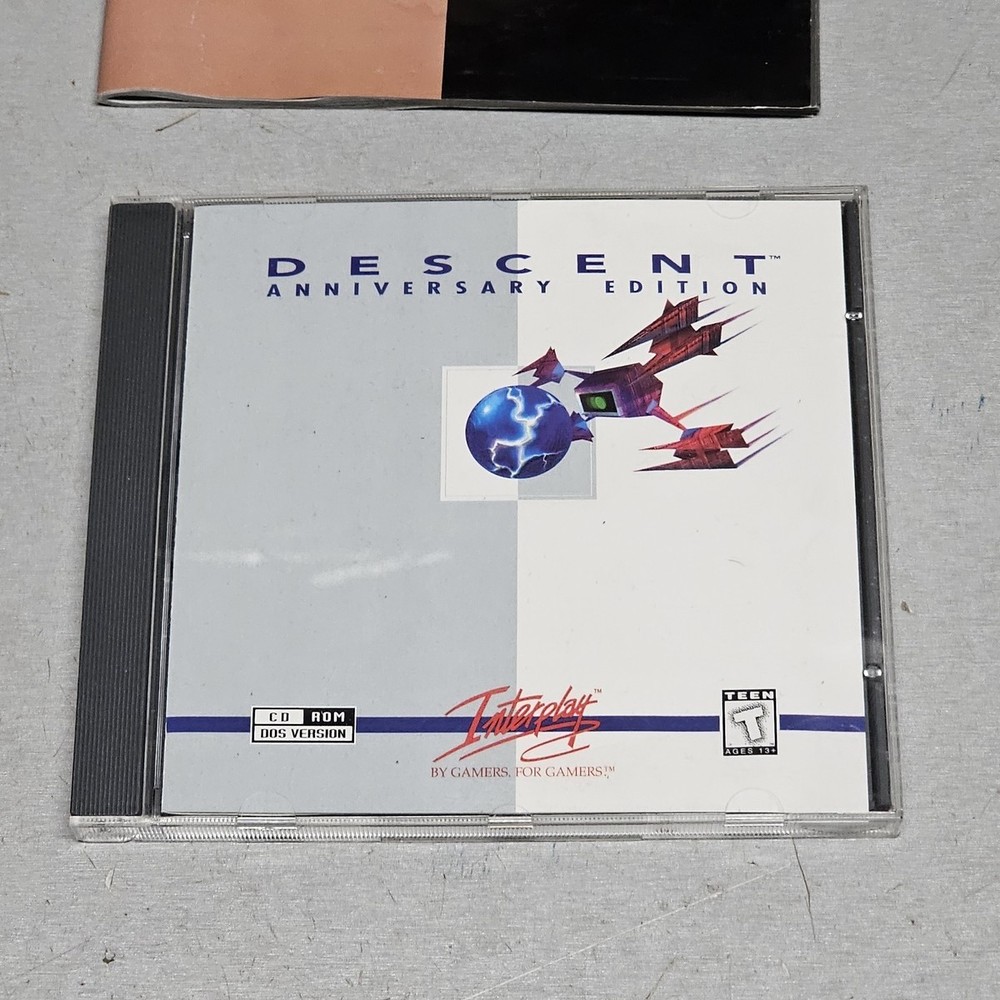 DESCENT™
ANNIVERSARY EDITION
CD ROM
DOS VERSION
Interplay™
BY GAMERS. FOR GAMERS.™
TEEN
T
AGES 13+